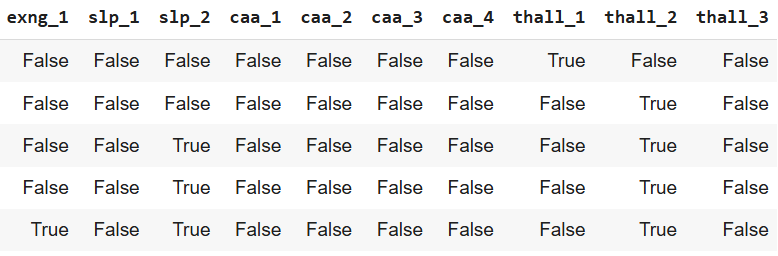 exng_1 slp_1 slp_2 caa_1 caa_2 caa_3 caa_4 thall_1 thall_2 thall_3
False False False False False False False True False False
False False False False False False False False True False
False False True False False False False False True False
False False True False False False False False True False
True False True False False False False False True False